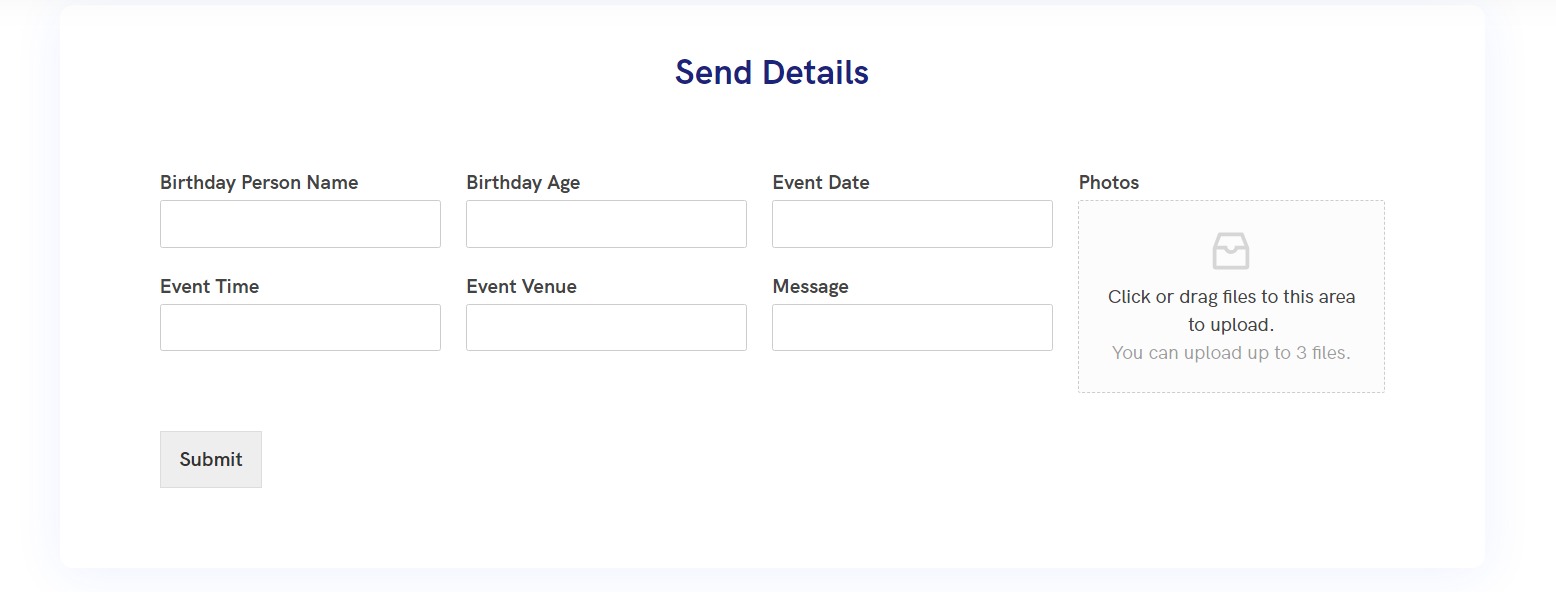 Send Details
Birthday Person Name
Birthday Age
Event Date
Photos
Click or drag files to this area
to upload.
You can upload up to 3 files.
Event Time
Event Venue
Message
Submit